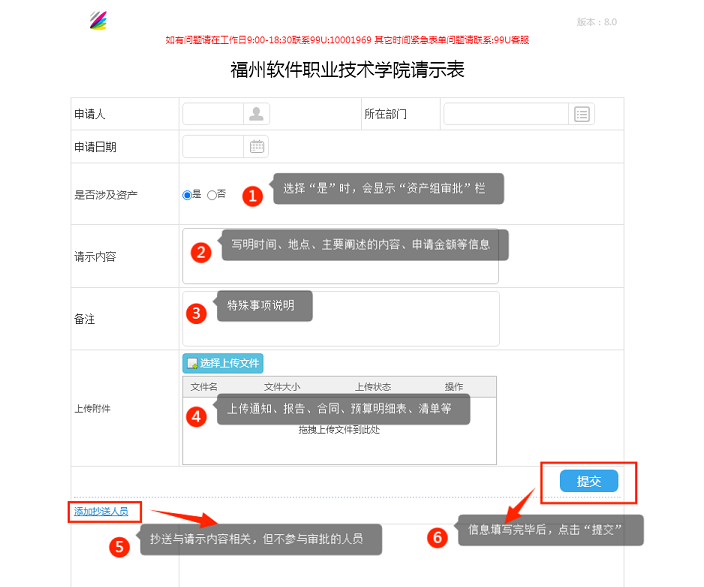 版本：8.0
如有问题请在工作日9:00-18:30联系99U:10001969 其它时间紧急表单问题请联系:99U客服
福州软件职业技术学院请示表
申请人
所在部门
申请日期
是否涉及资产
是 否
1 选择“是”时，会显示“资产组审批”栏
请示内容
2 写明时间、地点、主要阐述的内容、申请金额等信息
备注
3 特殊事项说明
上传附件
选择上传文件
文件名 文件大小 上传状态 操作
4 上传通知、报告、合同、预算明细表、清单等
拖拽上传文件到此处
提交
添加抄送人员
5 抄送与请示内容相关，但不参与审批的人员
6 信息填写完毕后，点击“提交”